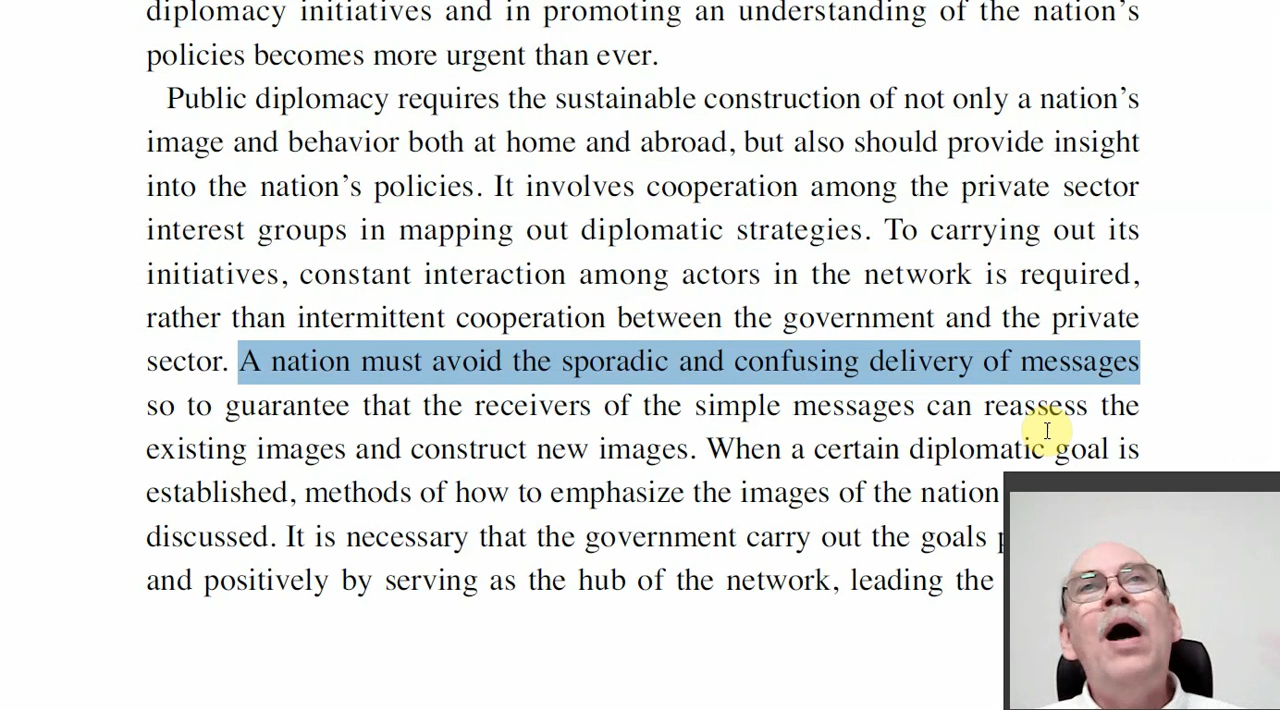 diplomacy initiatives and in promoting an understanding of the nation’s
policies becomes more urgent than ever.
Public diplomacy requires the sustainable construction of not only a nation’s
image and behavior both at home and abroad, but also should provide insight
into the nation’s policies. It involves cooperation among the private sector
interest groups in mapping out diplomatic strategies. To carrying out its
initiatives, constant interaction among actors in the network is required,
rather than intermittent cooperation between the government and the private
sector. A nation must avoid the sporadic and confusing delivery of messages
so to guarantee that the receivers of the simple messages can reassess the
existing images and construct new images. When a certain diplomatic goal is
established, methods of how to emphasize the images of the nation
discussed. It is necessary that the government carry out the goals
and positively by serving as the hub of the network, leading the